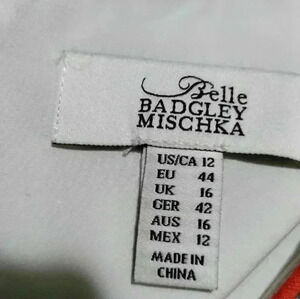 Belle
BADGLEY
MISCHKA
US/CA 12
EU 44
UK 16
GER 42
AUS 16
MEX 12
MADE IN
CHINA